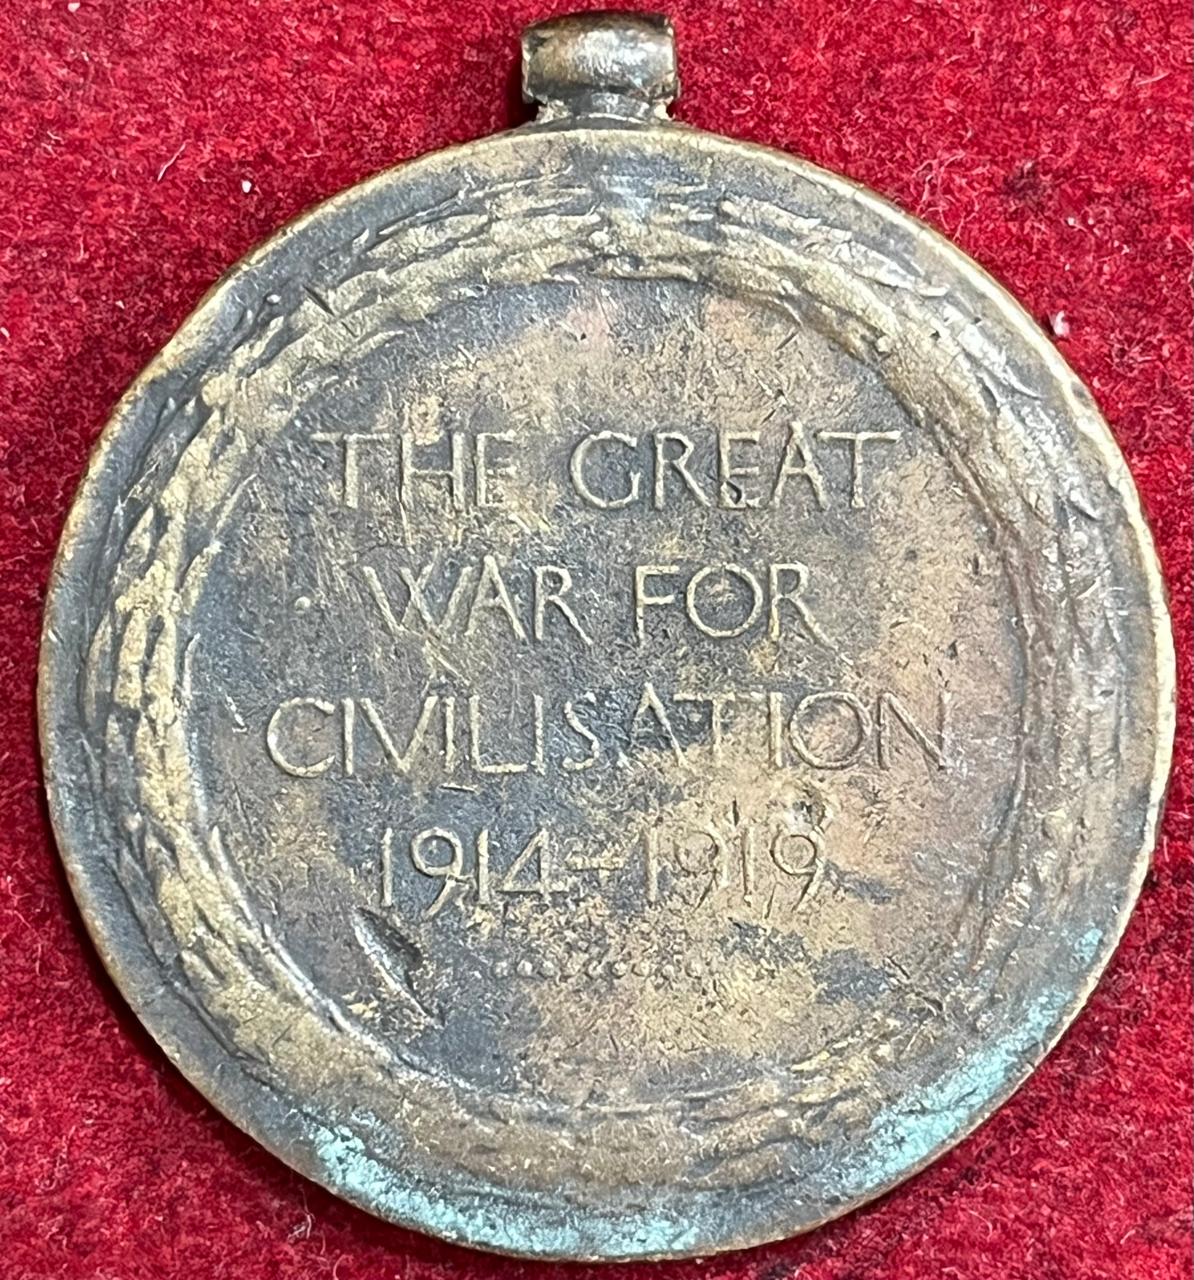 THE GREAT
WAR FOR
CIVILISATION
1914–1919